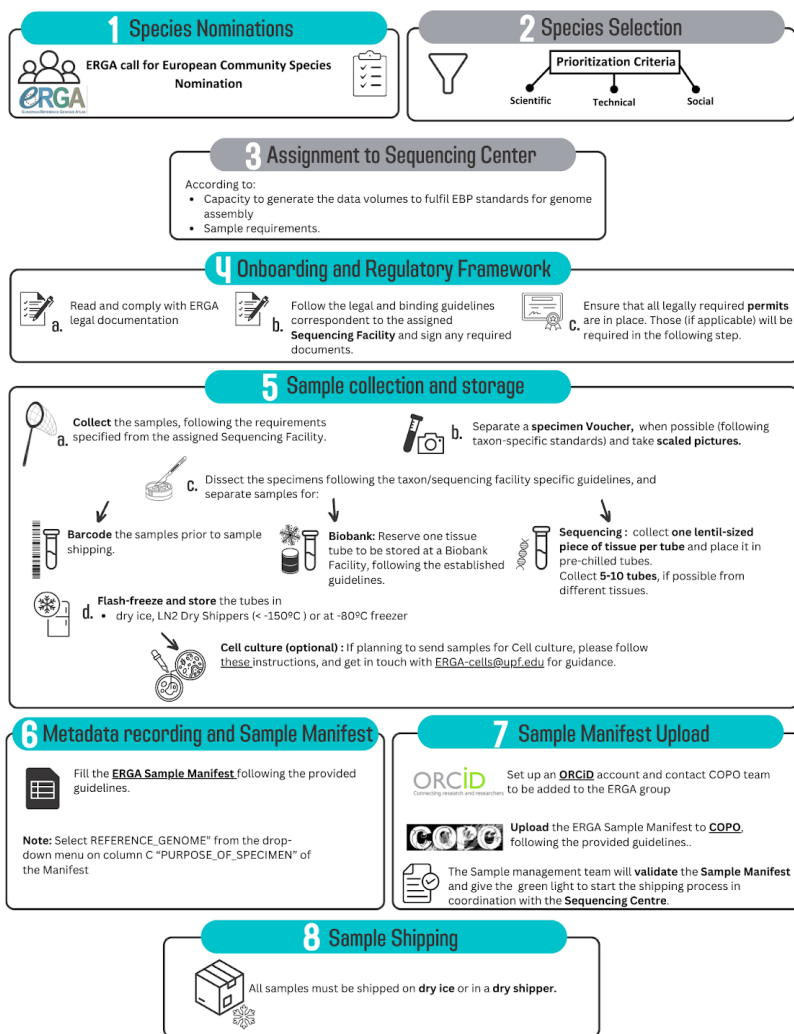 1 Species Nominations
ERGA call for European Community Species
Nomination
eRGA
EUROPEAN REFERENCE GENOME ATLAS
2 Species Selection
Prioritization Criteria
Scientific
Technical
Social
3 Assignment to Sequencing Center
According to:
• Capacity to generate the data volumes to fulfil EBP standards for genome
assembly
• Sample requirements.
4 Onboarding and Regulatory Framework
a. Read and comply with ERGA
legal documentation
b. Follow the legal and binding guidelines
correspondent to the assigned
Sequencing Facility and sign any required
documents.
c. Ensure that all legally required permits
are in place. Those (if applicable) will be
required in the following step.
5 Sample collection and storage
a. Collect the samples, following the requirements
specified from the assigned Sequencing Facility.
b. Separate a specimen Voucher, when possible (following
taxon-specific standards) and take scaled pictures.
c. Dissect the specimens following the taxon/sequencing facility specific guidelines, and
separate samples for:
Barcode the samples prior to sample
shipping.
Biobank: Reserve one tissue
tube to be stored at a Biobank
Facility, following the established
guidelines.
Sequencing : collect one lentil-sized
piece of tissue per tube and place it in
pre-chilled tubes.
Collect 5-10 tubes, if possible from
different tissues.
d. Flash-freeze and store the tubes in
• dry ice, LN2 Dry Shippers (< -150ºC ) or at -80ºC freezer
Cell culture (optional) : If planning to send samples for Cell culture, please follow
these instructions, and get in touch with ERGA-cells@upf.edu for guidance.
6 Metadata recording and Sample Manifest
Fill the ERGA Sample Manifest following the provided
guidelines.
Note: Select REFERENCE_GENOME" from the drop-
down menu on column C "PURPOSE_OF_SPECIMEN" of
the Manifest
7 Sample Manifest Upload
ORCiD
Connecting research and researchers
Set up an ORCiD account and contact COPO team
to be added to the ERGA group
COPO
Upload the ERGA Sample Manifest to COPO,
following the provided guidelines..
The Sample management team will validate the Sample Manifest
and give the green light to start the shipping process in
coordination with the Sequencing Centre.
8 Sample Shipping
All samples must be shipped on dry ice or in a dry shipper.